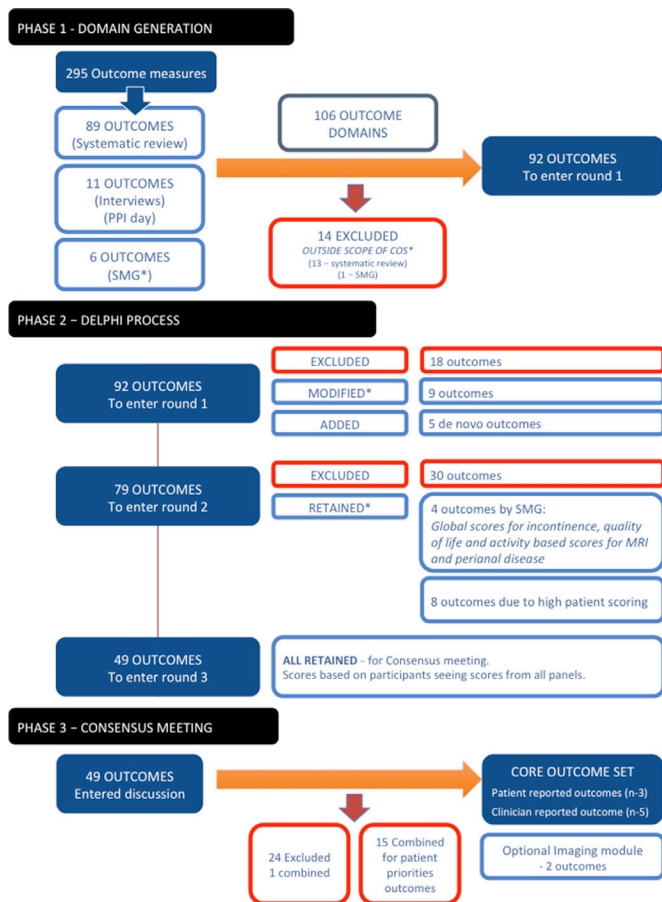 PHASE 1 - DOMAIN GENERATION
295 Outcome measures
89 OUTCOMES
(Systematic review)
11 OUTCOMES
(Interviews)
(PPI day)
6 OUTCOMES
(SMG*)
106 OUTCOME
DOMAINS
14 EXCLUDED
OUTSIDE SCOPE OF COS*
(13 – systematic review)
(1 – SMG)
92 OUTCOMES
To enter round 1
PHASE 2 – DELPHI PROCESS
92 OUTCOMES
To enter round 1
EXCLUDED
18 outcomes
MODIFIED*
9 outcomes
ADDED
5 de novo outcomes
79 OUTCOMES
To enter round 2
EXCLUDED
30 outcomes
RETAINED*
4 outcomes by SMG:
Global scores for incontinence, quality
of life and activity based scores for MRI
and perianal disease
8 outcomes due to high patient scoring
49 OUTCOMES
To enter round 3
ALL RETAINED - for Consensus meeting.
Scores based on participants seeing scores from all panels.
PHASE 3 – CONSENSUS MEETING
49 OUTCOMES
Entered discussion
24 Excluded
1 combined
15 Combined
for patient
priorities
outcomes
CORE OUTCOME SET
Patient reported outcomes (n-3)
Clinician reported outcome (n-5)
Optional Imaging module
- 2 outcomes